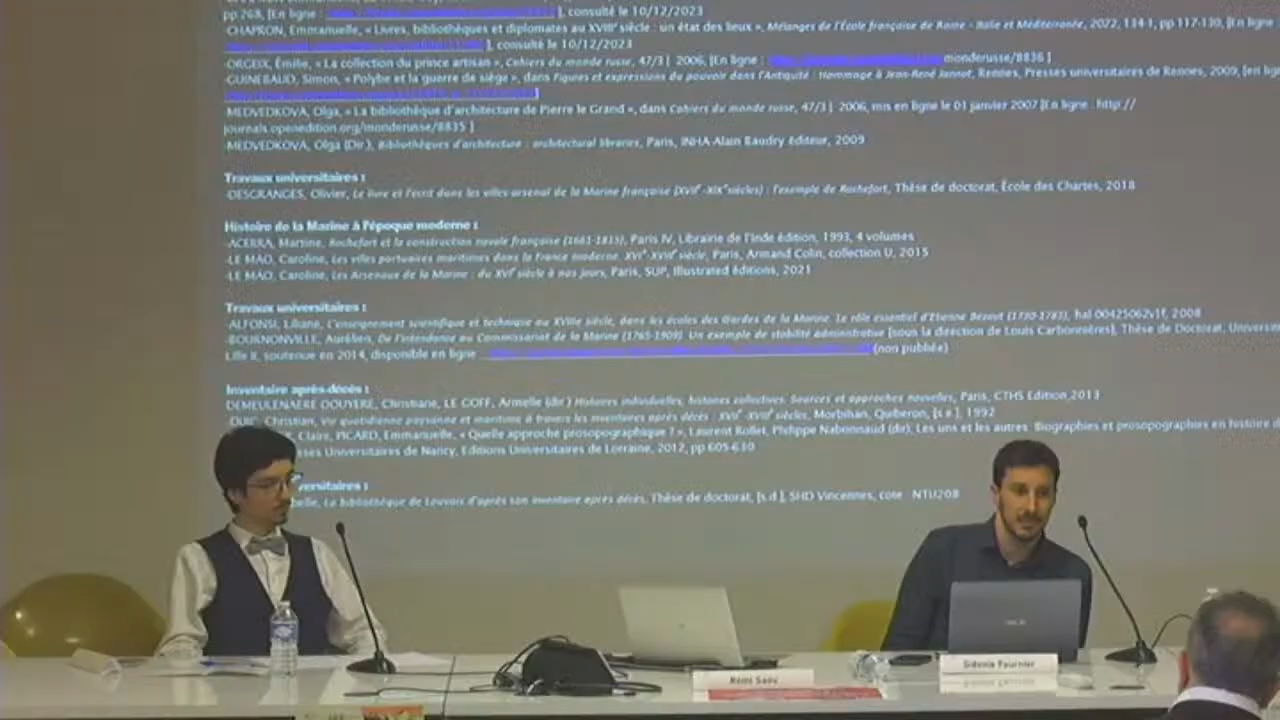 pp.268, [En ligne : ], consulté le 10/12/2023
-CHAPRON, Emmanuelle, « Livres, bibliothèques et diplomates au XVIIIe siècle : un état des lieux », Mélanges de l'École française de Rome - Italie et Méditerranée, 2022, 114-1, pp 117-130, [En ligne
], consulté le 10/12/2023
-ORGEIX, Émilie, « La collection du prince artisan », Cahiers du monde russe, 47/3 | 2006, [En ligne : monderusse/8836 ]
-GUINEBAUD, Simon, « Polybe et la guerre de siège », dans Figures et expressions du pouvoir dans l'Antiquité : Hommage à Jean-René Jannot, Rennes, Presses universitaires de Rennes, 2009, [en lig
-MEDVEDKOVA, Olga, « La bibliothèque d'architecture de Pierre le Grand », dans Cahiers du monde russe, 47/3 | 2006, mis en ligne le 01 janvier 2007 [En ligne : http://
journals.openedition.org/monderusse/8835 ]
-MEDVEDKOVA, Olga (Dir.), Bibliothèques d'architecture : architectural libraries, Paris, INHA-Alain Baudry éditeur, 2009
Travaux universitaires :
-DESGRANGES, Olivier, Le livre et l'écrit dans les villes-arsenal de la Marine française (XVIIe-XIXe siècles) : l'exemple de Rochefort, Thèse de doctorat, École des Chartes, 2018
Histoire de la Marine à l'époque moderne :
-ACERRA, Martine, Rochefort et la construction navale française (1661-1815), Paris IV, Librairie de l'Inde édition, 1993, 4 volumes
-LE MAO, Caroline, Les villes portuaires maritimes dans la France moderne. XVIe-XVIIIe siècle, Paris, Armand Colin, collection U, 2015
-LE MAO, Caroline, Les Arsenaux de la Marine : du XVIe siècle à nos jours, Paris, SUP, Illustrated éditions, 2021
Travaux universitaires :
-ALFONSI, Liliane, L'enseignement scientifique et technique au XVIIIe siècle, dans les écoles des Gardes de la Marine. Le rôle essentiel d'Etienne Bézout (1730-1783), hal 00425062v1f, 2008
-BOURNONVILLE, Aurélien, De l'intendance au Commissariat de la Marine (1765-1909). Un exemple de stabilité administrative [sous la direction de Louis Carbonnières], Thèse de Doctorat, Univers
Lille II, soutenue en 2014, disponible en ligne : (non publiée)
Inventaire après-décès :
DEMEULENAERE DOUYERE, Christiane, LE GOFF, Armelle (dir.) Histoires individuelles, histoires collectives. Sources et approches nouvelles, Paris, CTHS Edition, 2013
Christian, Vie quotidienne paysanne et maritime à travers les inventaires après décès : XVIIe-XVIIIe siècles, Morbihan, Quiberon, [s.e.], 1992
Claire, PICARD, Emmanuelle, « Quelle approche prosopographique ? », Laurent Rollet, Philippe Nabonnaud (dir), Les uns et les autres. Biographies et prosopographies en histoire d
ses Universitaires de Nancy, Editions Universitaires de Lorraine, 2012, pp 605-630
versitaires :
belle, La bibliothèque de Louvois d'après son inventaire après décès, Thèse de doctorat, [s.d.], SHD Vincennes, cote : NTU208
Rémi Saou
Sidonie Fournier